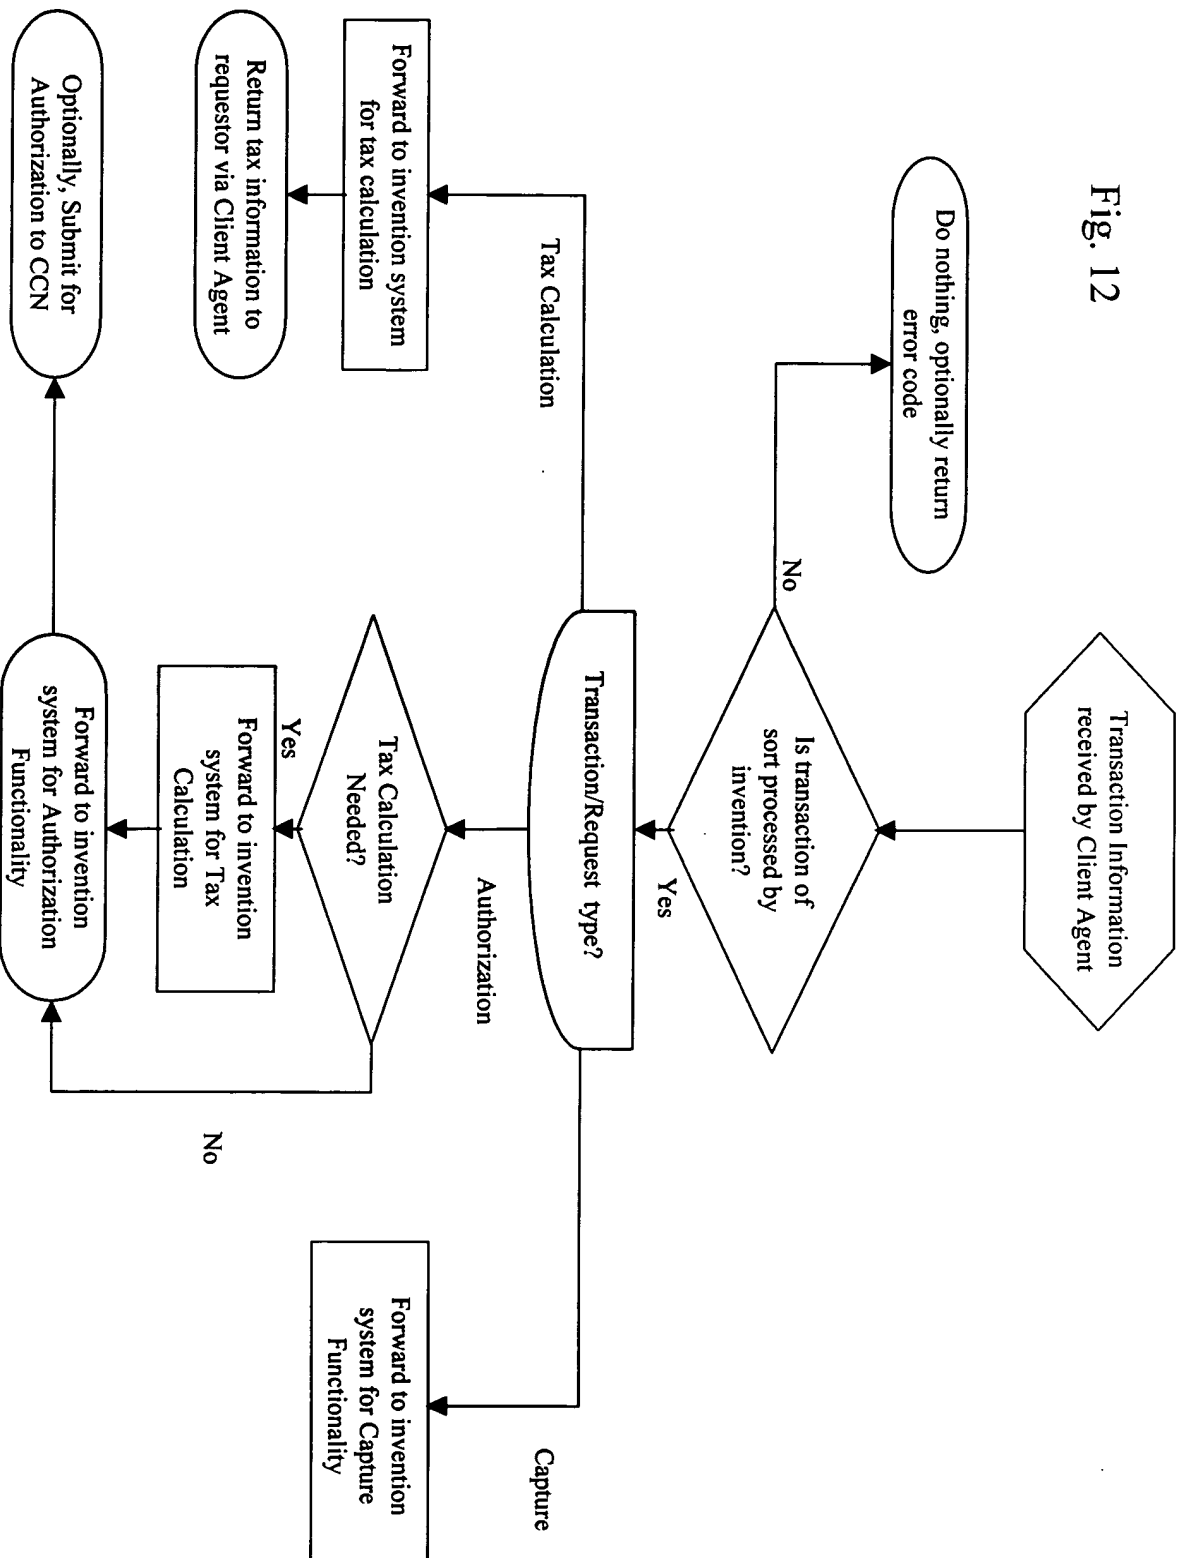 Fig. 12
Transaction Information
received by Client Agent
Do nothing, optionally return
error code
Is transaction of
sort processed by
invention?
No
Yes
Transaction/Request type?
Tax Calculation
Authorization
Capture
Forward to invention system
for tax calculation
Tax Calculation
Needed?
Forward to invention
system for Capture
Functionality
Return tax information to
requestor via Client Agent
Yes
No
Forward to invention
system for Tax
Calculation
Optionally, Submit for
Authorization to CCN
Forward to invention
system for Authorization
Functionality